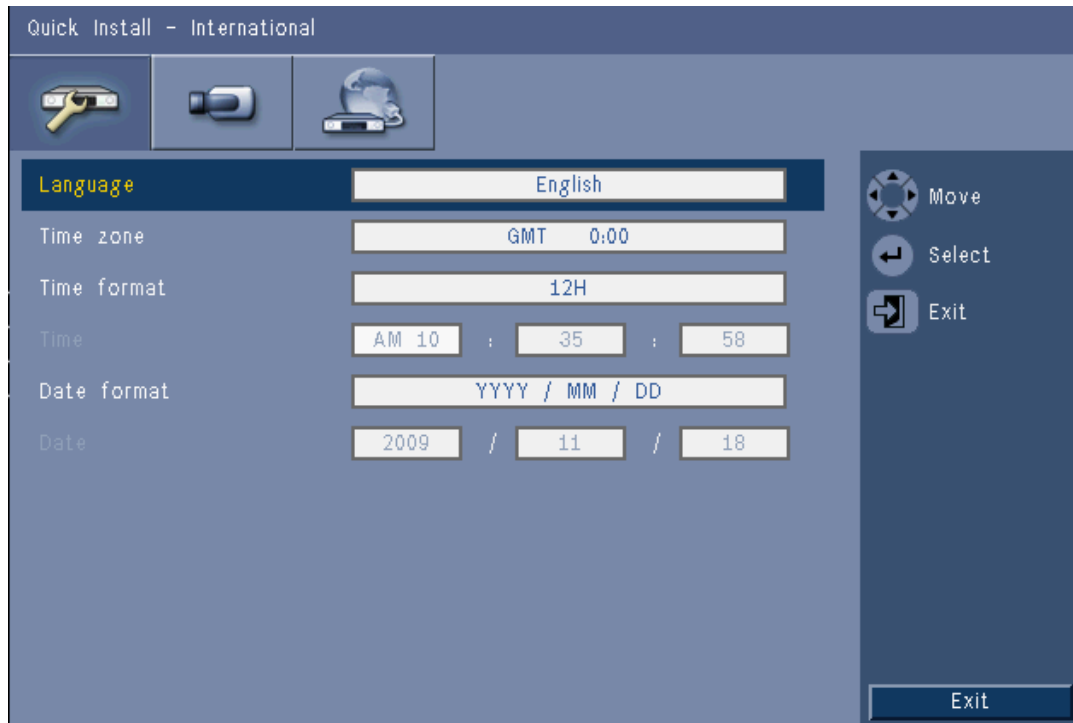 Quick Install - International
Language English
Time zone GMT 0:00
Time format 12H
Time AM 10 : 35 : 58
Date format YYYY / MM / DD
Date 2009 / 11 / 18
Move
Select
Exit
Exit